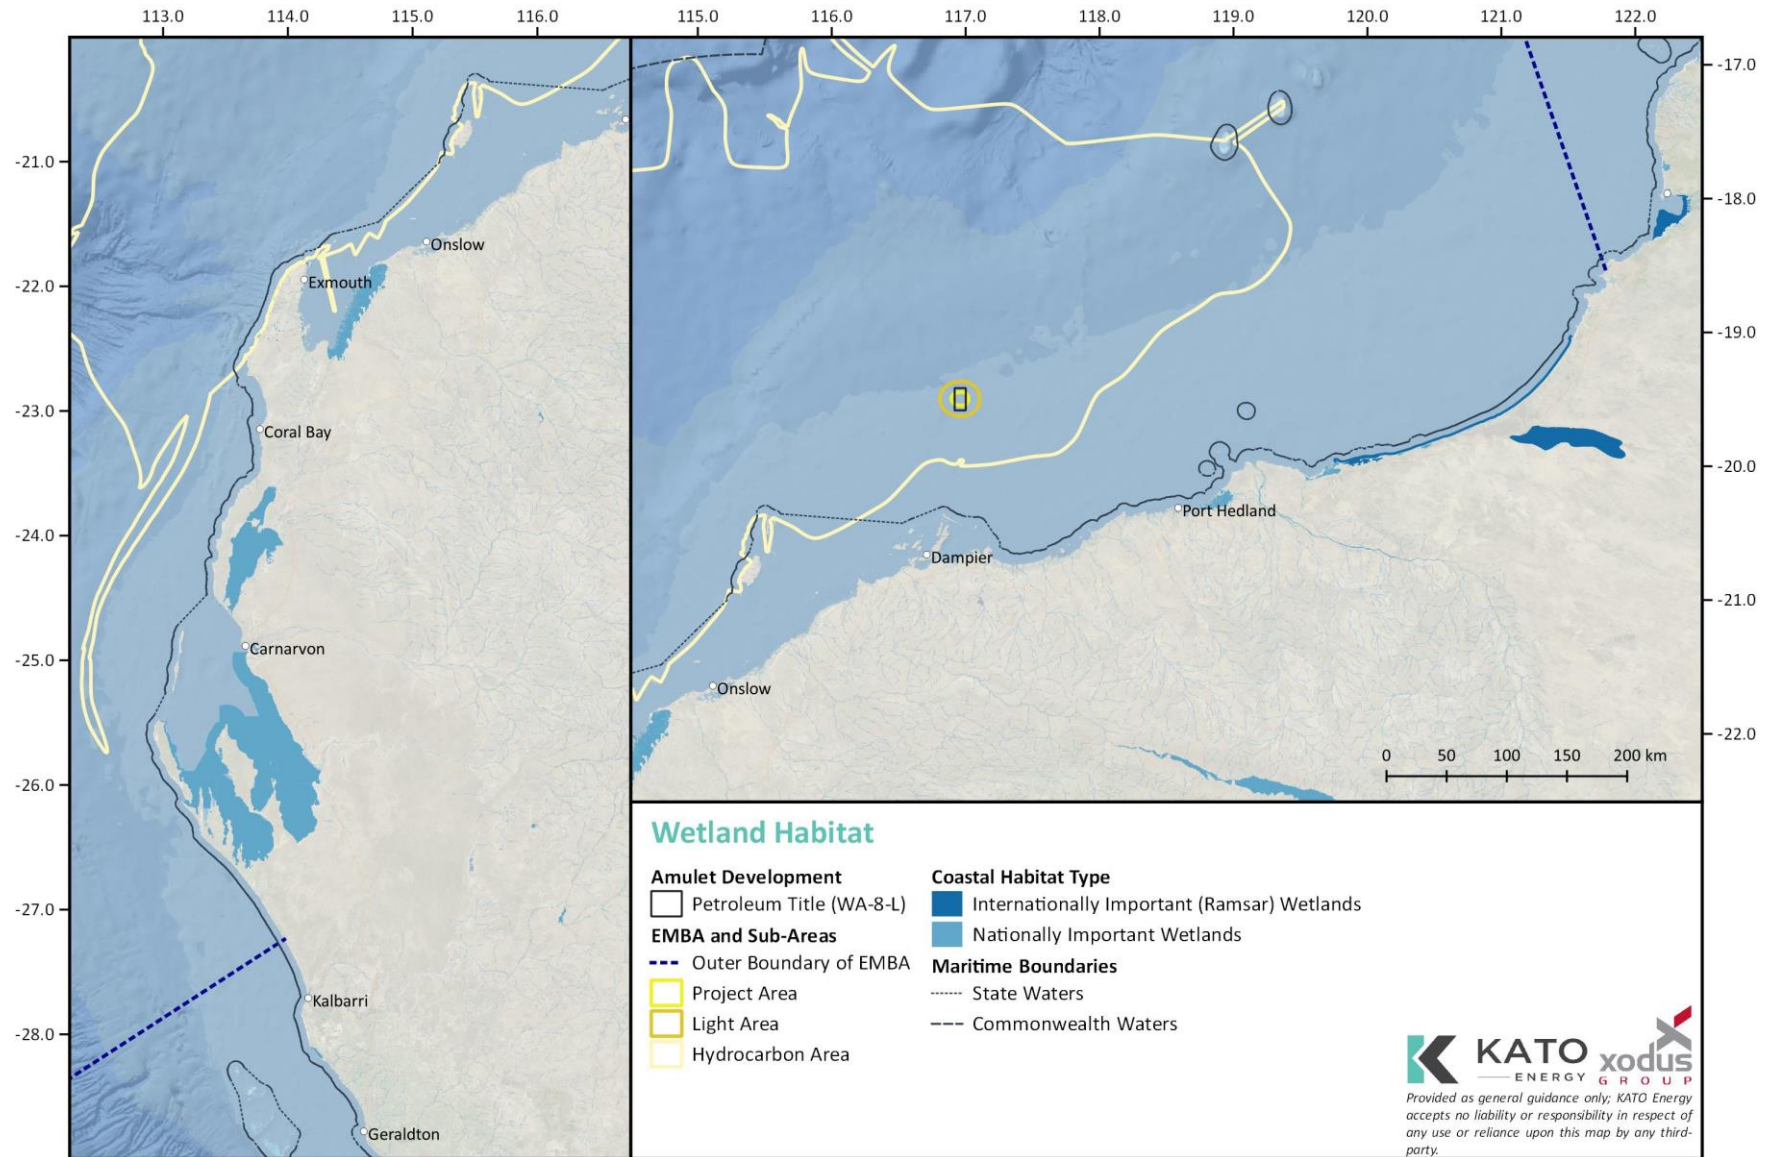 113.0 114.0 115.0 116.0 115.0 116.0 117.0 118.0 119.0 120.0 121.0 122.0
-17.0
-21.0
-18.0
Onslow
-22.0
Exmouth
-19.0
-23.0
Coral Bay
-20.0
Port Hedland
-24.0
Dampier
-21.0
Carnarvon
-25.0
Onslow
-22.0
0 50 100 150 200 km
-26.0
Wetland Habitat
Amulet Development
Petroleum Title (WA-8-L)
EMBA and Sub-Areas
Outer Boundary of EMBA
Project Area
Light Area
Hydrocarbon Area
Coastal Habitat Type
Internationally Important (Ramsar) Wetlands
Nationally Important Wetlands
Maritime Boundaries
State Waters
Commonwealth Waters
-27.0
Kalbarri
-28.0
Geraldton
KATO
ENERGY
xodus
GROUP
Provided as general guidance only; KATO Energy
accepts no liability or responsibility in respect of
any use or reliance upon this map by any third-
party.